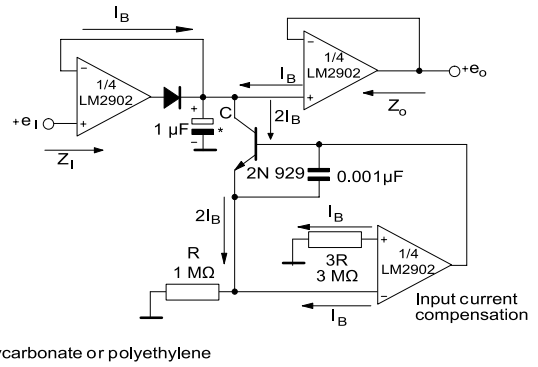 I_B
1/4
LM2902
+e_I
Z_I
1 µF
+
−
*
C
2I_B
I_B
1/4
LM2902
+e_o
Z_o
2N 929
0.001µF
2I_B
R
1 MΩ
I_B
3R
3 MΩ
1/4
LM2902
I_B
Input current
compensation
ycarbonate or polyethylene